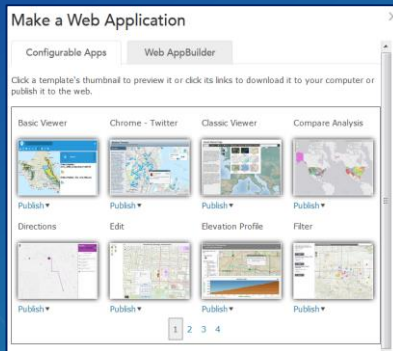 Make a Web Application
Configurable Apps Web AppBuilder
Click a template's thumbnail to preview it or click its links to download it to your computer or
publish it to the web.
Basic Viewer Chrome - Twitter Classic Viewer Compare Analysis
Publish Publish Publish Publish
Directions Edit Elevation Profile Filter
Publish Publish Publish Publish
1 2 3 4